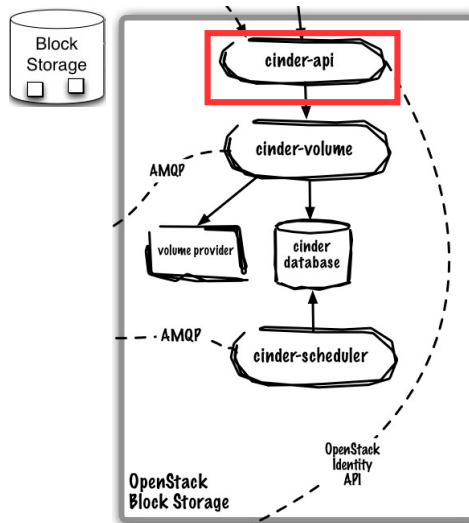 Block
Storage
cinder-api
cinder-volume
AMQP
volume provider
cinder
database
AMQP
cinder-scheduler
OpenStack
Identity
API
OpenStack
Block Storage